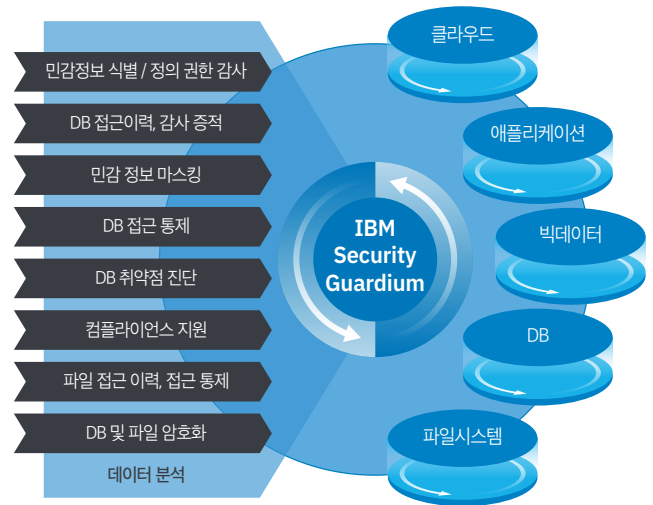 민감정보 식별 / 정의 권한 감사
DB 접근이력, 감사 증적
민감 정보 마스킹
DB 접근 통제
DB 취약점 진단
컴플라이언스 지원
파일 접근 이력, 접근 통제
DB 및 파일 암호화
데이터 분석
IBM
Security
Guardium
클라우드
애플리케이션
빅데이터
DB
파일시스템